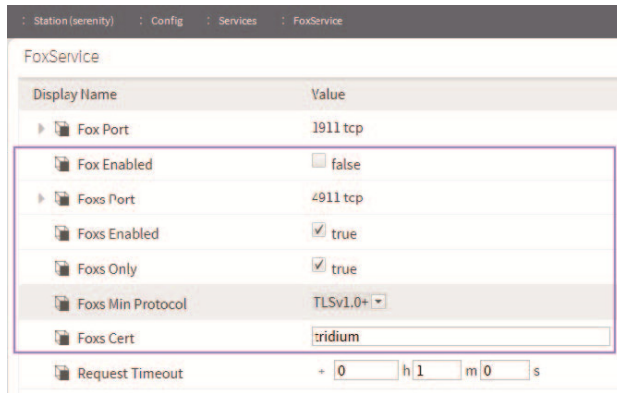 : Station (serenity) : Config : Services : FoxService
FoxService
Display Name Value
Fox Port 1911 tcp
Fox Enabled false
Foxs Port 4911 tcp
Foxs Enabled true
Foxs Only true
Foxs Min Protocol TLSv1.0+
Foxs Cert tridium
Request Timeout + 0 h 1 m 0 s